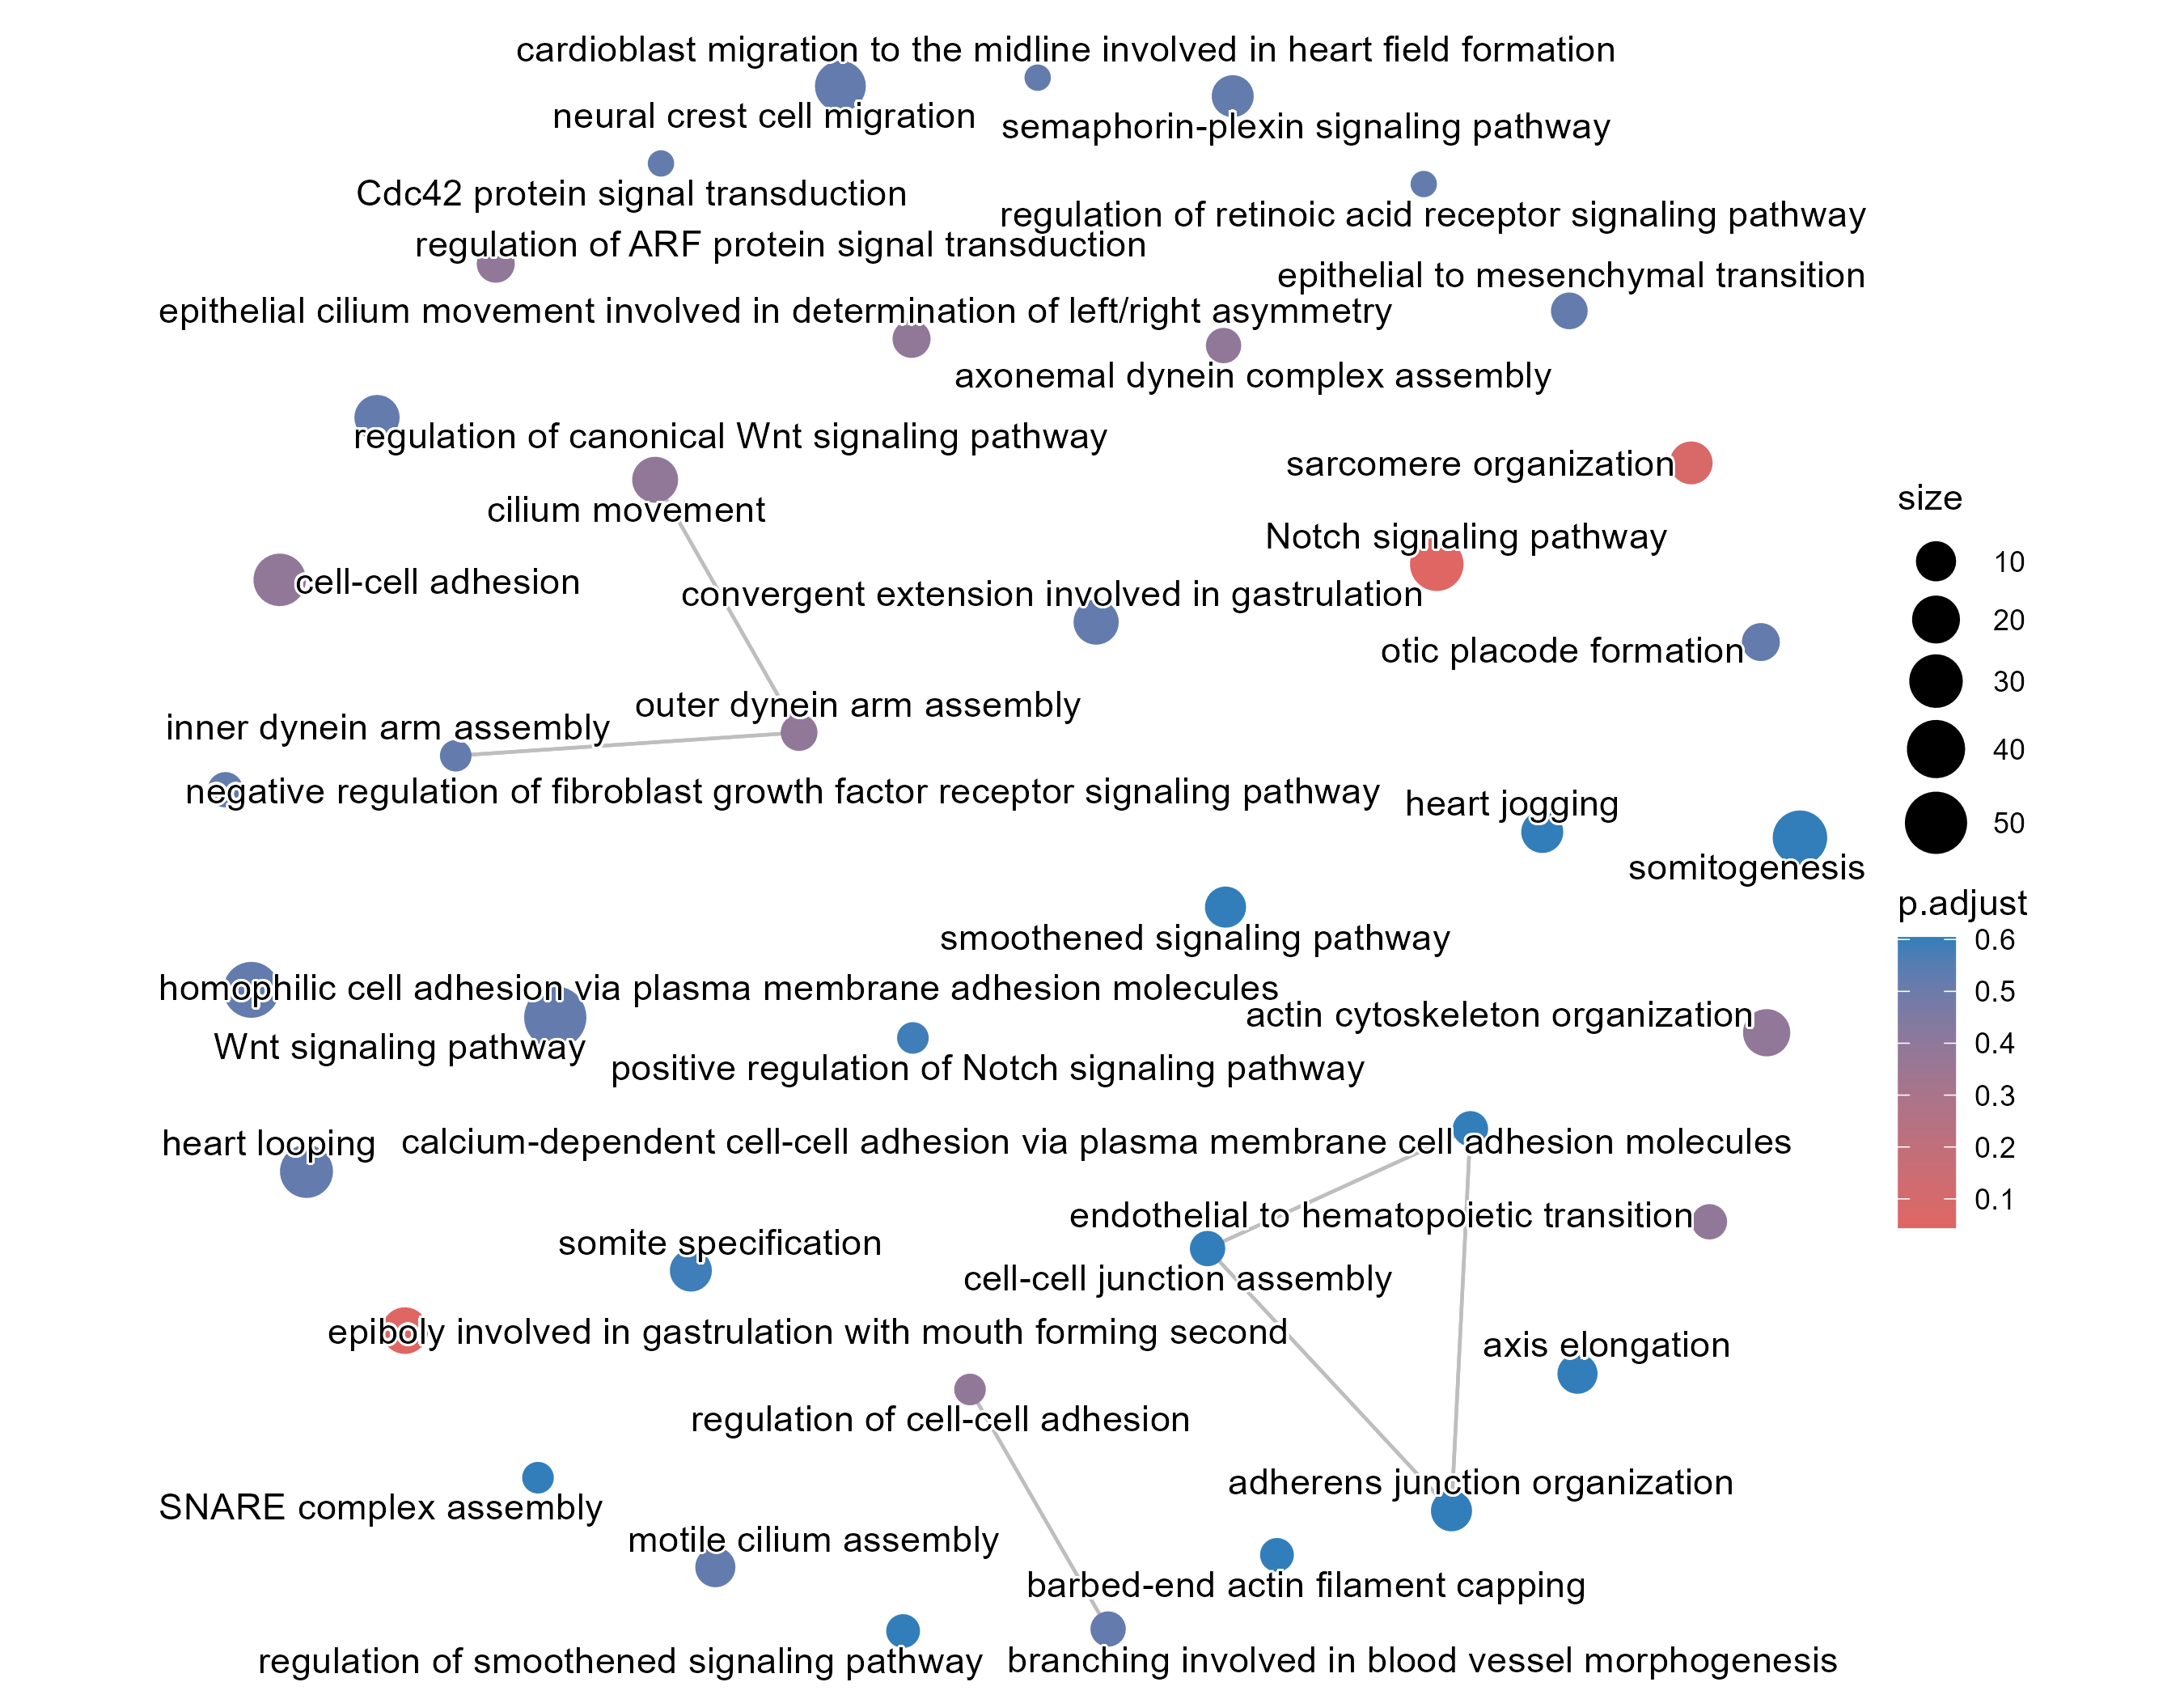 cardioblast migration to the midline involved in heart field formation
neural crest cell migration
semaphorin-plexin signaling pathway
Cdc42 protein signal transduction
regulation of retinoic acid receptor signaling pathway
regulation of ARF protein signal transduction
epithelial to mesenchymal transition
epithelial cilium movement involved in determination of left/right asymmetry
axonemal dynein complex assembly
regulation of canonical Wnt signaling pathway
sarcomere organization
cilium movement
Notch signaling pathway
cell-cell adhesion
convergent extension involved in gastrulation
otic placode formation
outer dynein arm assembly
inner dynein arm assembly
negative regulation of fibroblast growth factor receptor signaling pathway
heart jogging
somitogenesis
smoothened signaling pathway
homophilic cell adhesion via plasma membrane adhesion molecules
actin cytoskeleton organization
Wnt signaling pathway
positive regulation of Notch signaling pathway
heart looping
calcium-dependent cell-cell adhesion via plasma membrane cell adhesion molecules
endothelial to hematopoietic transition
somite specification
cell-cell junction assembly
epiboly involved in gastrulation with mouth forming second
axis elongation
regulation of cell-cell adhesion
adherens junction organization
SNARE complex assembly
motile cilium assembly
barbed-end actin filament capping
regulation of smoothened signaling pathway
branching involved in blood vessel morphogenesis
size
10
20
30
40
50
p.adjust
0.6
0.5
0.4
0.3
0.2
0.1